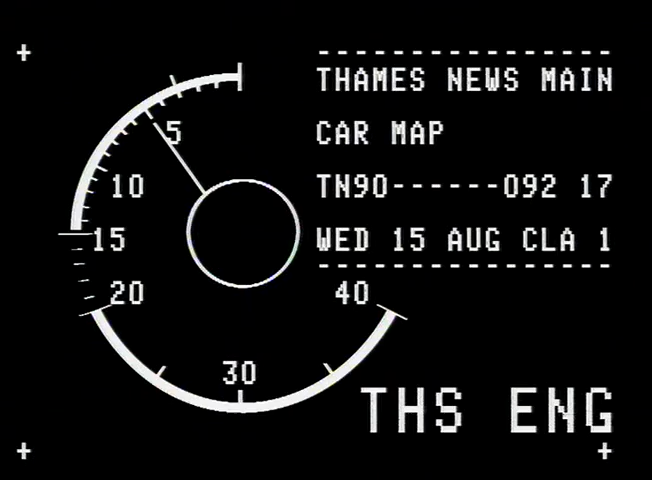 +
----------------
THAMES NEWS MAIN
CAR MAP
TN90------092 17
WED 15 AUG CLA 1
----------------
5
10
15
20
30
40
THS ENG
+
+